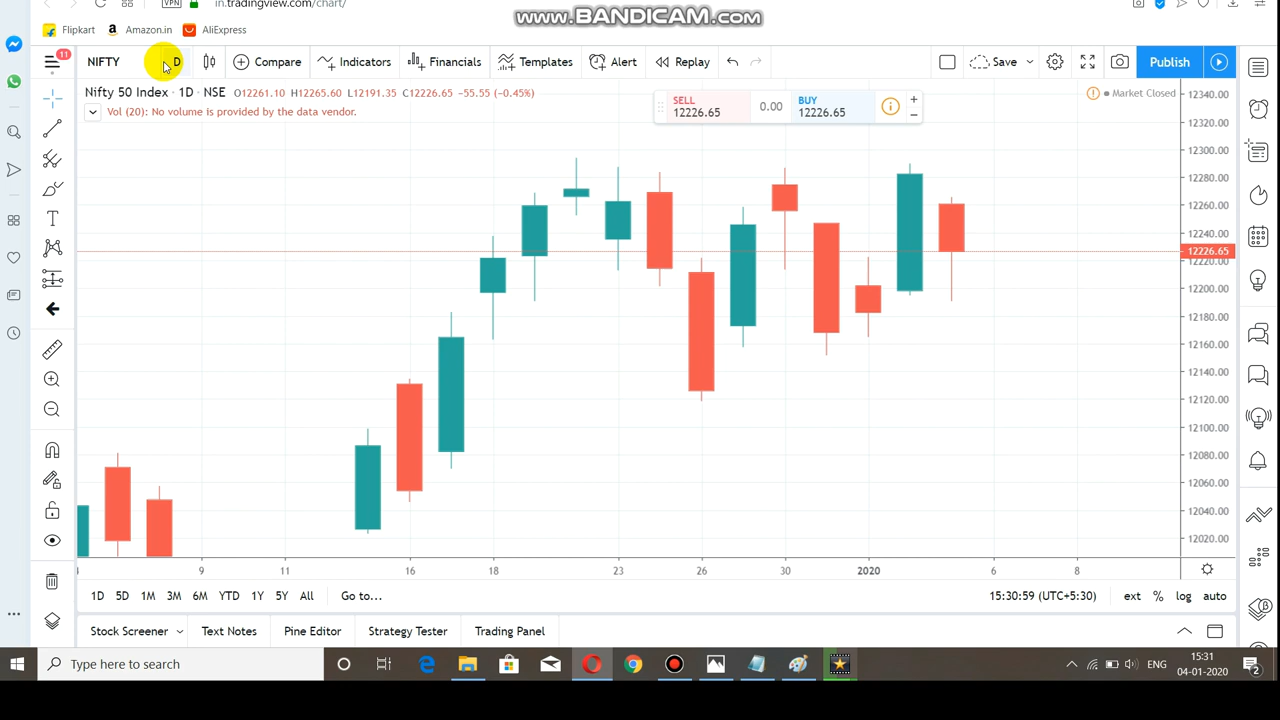 in.tradingview.com/chart/
www.BANDICAM.com
Flipkart
Amazon.in
AliExpress
11
NIFTY
D
Compare
Indicators
Financials
Templates
Alert
Replay
Save
Publish
Nifty 50 Index · 1D · NSE O12261.10 H12265.60 L12191.35 C12226.65 −55.55 (−0.45%)
Vol (20): No volume is provided by the data vendor.
SELL
12226.65
0.00
BUY
12226.65
Market Closed
12340.00
12320.00
12300.00
12280.00
12260.00
12240.00
12226.65
12220.00
12200.00
12180.00
12160.00
12140.00
12120.00
12100.00
12080.00
12060.00
12040.00
12020.00
9
11
16
18
23
26
30
2020
6
8
1D 5D 1M 3M 6M YTD 1Y 5Y All Go to...
15:30:59 (UTC+5:30)
ext % log auto
Stock Screener
Text Notes
Pine Editor
Strategy Tester
Trading Panel
Type here to search
ENG
15:31
04-01-2020
2
VPN